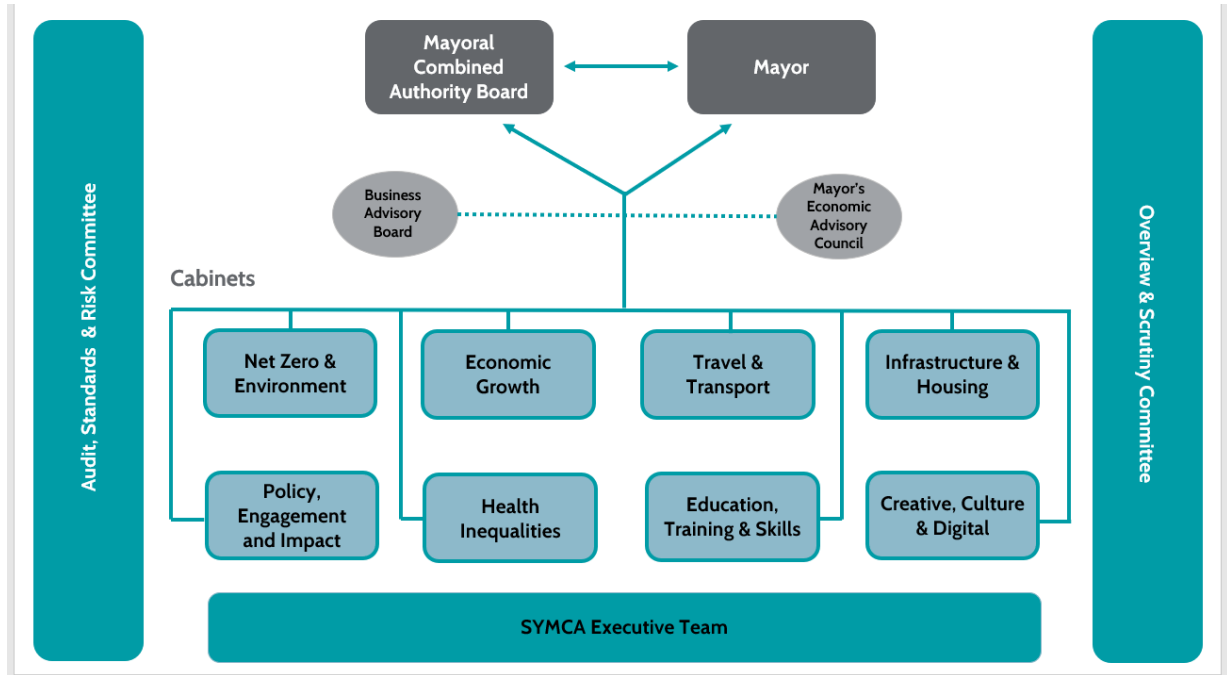 Mayoral
Combined
Authority Board
Mayor
Business
Advisory
Board
Mayor's
Economic
Advisory
Council
Audit, Standards & Risk Committee
Overview & Scrutiny Committee
Cabinets
Net Zero &
Environment
Economic
Growth
Travel &
Transport
Infrastructure &
Housing
Policy,
Engagement
and Impact
Health
Inequalities
Education,
Training & Skills
Creative, Culture
& Digital
SYMCA Executive Team